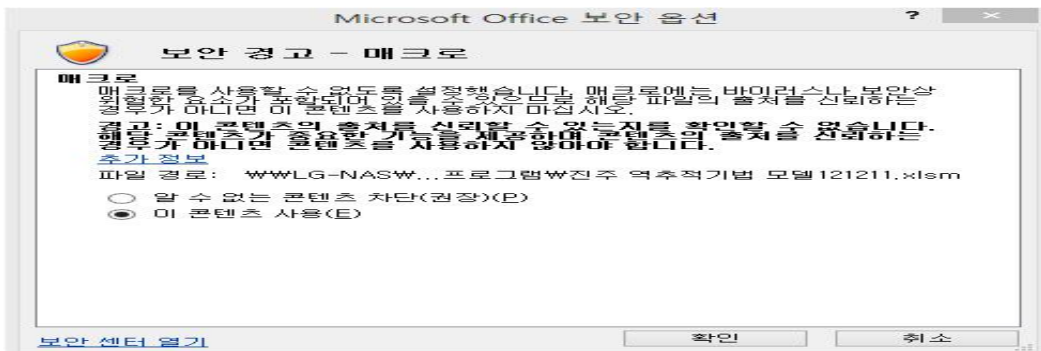 Microsoft Office 보안 옵션
?
보안 경고 - 매크로
매크로
매크로를 사용할 수 없도록 설정했습니다. 매크로에는 바이러스나 보안상
위험한 요소가 포함되어 있을 수 있으므로 해당 파일의 출처를 신뢰하는
경우가 아니면 이 콘텐츠를 사용하지 마십시오.
경고: 이 콘텐츠의 출처를 신뢰할 수 있는지를 확인할 수 없습니다.
해당 콘텐츠가 중요한 기능을 제공하며 콘텐츠의 출처를 신뢰하는
경우가 아니면 콘텐츠를 사용하지 않아야 합니다.
추가 정보
파일 경로: ₩₩LG-NAS₩...프로그램₩진주 역추적기법 모델121211.xlsm
알 수 없는 콘텐츠 차단(권장)(P)
이 콘텐츠 사용(E)
보안 센터 열기
확인
취소